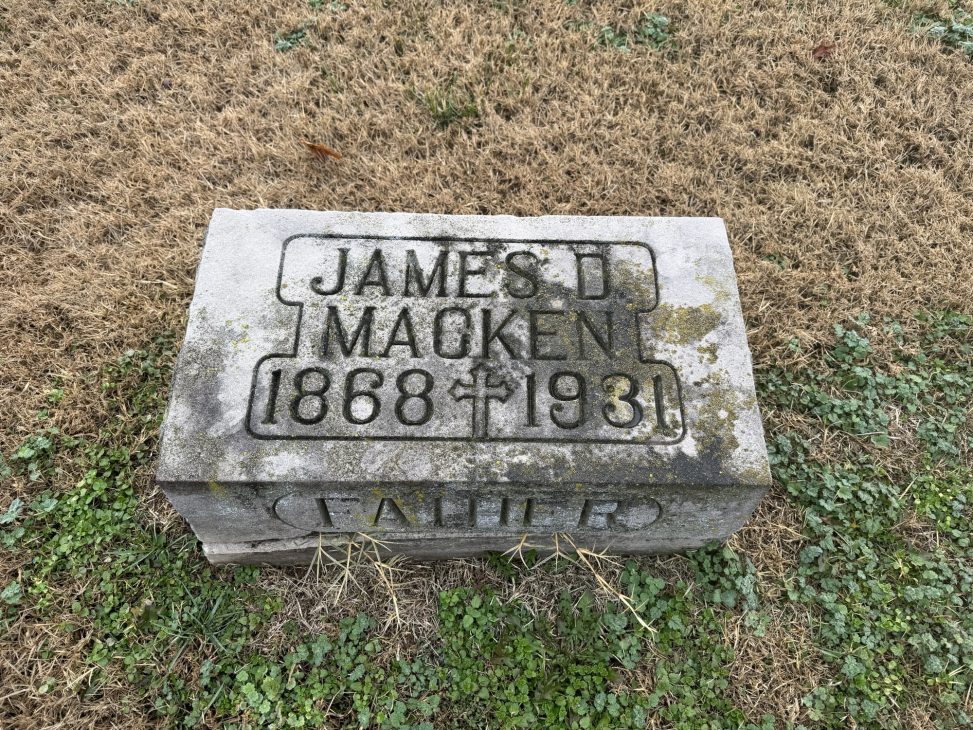 JAMES D
MACKEN
1868 1931
FATHER